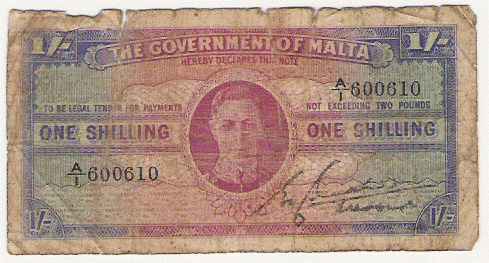 1/- 1/-
THE GOVERNMENT OF MALTA
HEREBY DECLARES THIS NOTE
A/1 600610
TO BE LEGAL TENDER FOR PAYMENTS NOT EXCEEDING TWO POUNDS
ONE SHILLING ONE SHILLING
A/1 600610
1/- 1/-